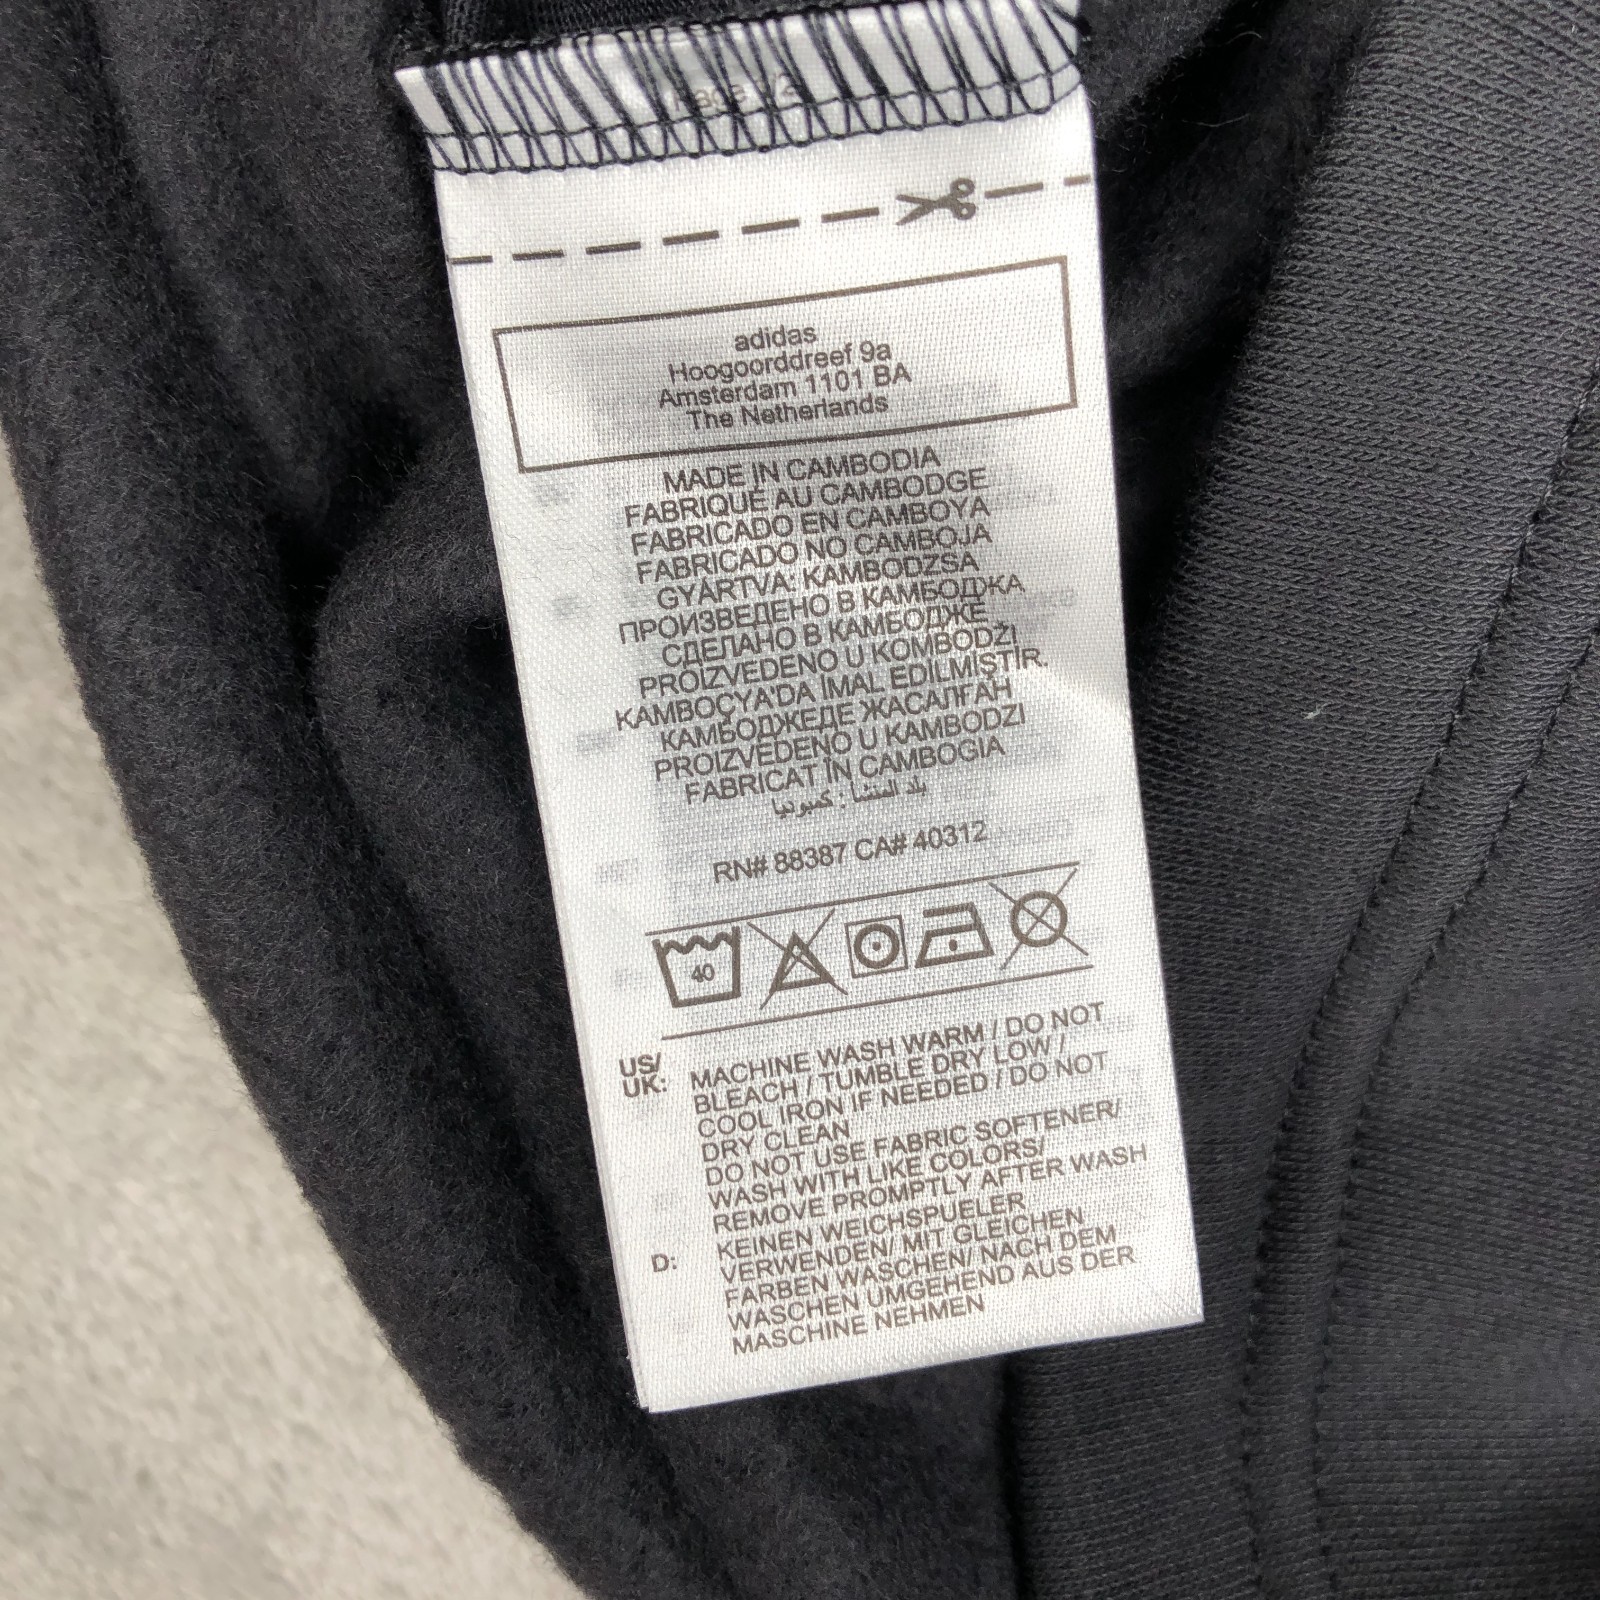 adidas
Hoogoorddreef 9a
Amsterdam 1101 BA
The Netherlands
MADE IN CAMBODIA
FABRIQUÉ AU CAMBODGE
FABRICADO EN CAMBOYA
FABRICADO NO CAMBOJA
GYÁRTVA: KAMBODZSA
ПРОИЗВЕДЕНО В КАМБОДЖА
СДЕЛАНО В КАМБОДЖЕ
PROIZVEDENO U KOMBODŽI
KAMBOÇYA'DA İMAL EDİLMİŞTİR.
КАМБОДЖЕДЕ ЖАСАЛҒАН
PROIZVEDENO U KAMBODZI
FABRICAT ÎN CAMBOGIA
بلد المنشأ : كمبوديا
RN# 88387 CA# 40312
40
US/
UK:
MACHINE WASH WARM / DO NOT
BLEACH / TUMBLE DRY LOW /
COOL IRON IF NEEDED / DO NOT
DRY CLEAN
DO NOT USE FABRIC SOFTENER/
WASH WITH LIKE COLORS/
REMOVE PROMPTLY AFTER WASH
D: KEINEN WEICHSPUELER
VERWENDEN/ MIT GLEICHEN
FARBEN WASCHEN/ NACH DEM
WASCHEN UMGEHEND AUS DER
MASCHINE NEHMEN